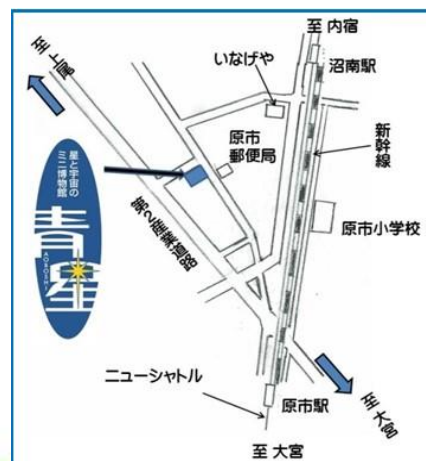 至 内宿
至上尾
沼南駅
いなげや
新幹線
原市
郵便局
星と宇宙の
ミニ博物館
青星
AOBOSHI
第2産業道路
原市小学校
ニューシャトル
原市駅
至大宮
至 大宮